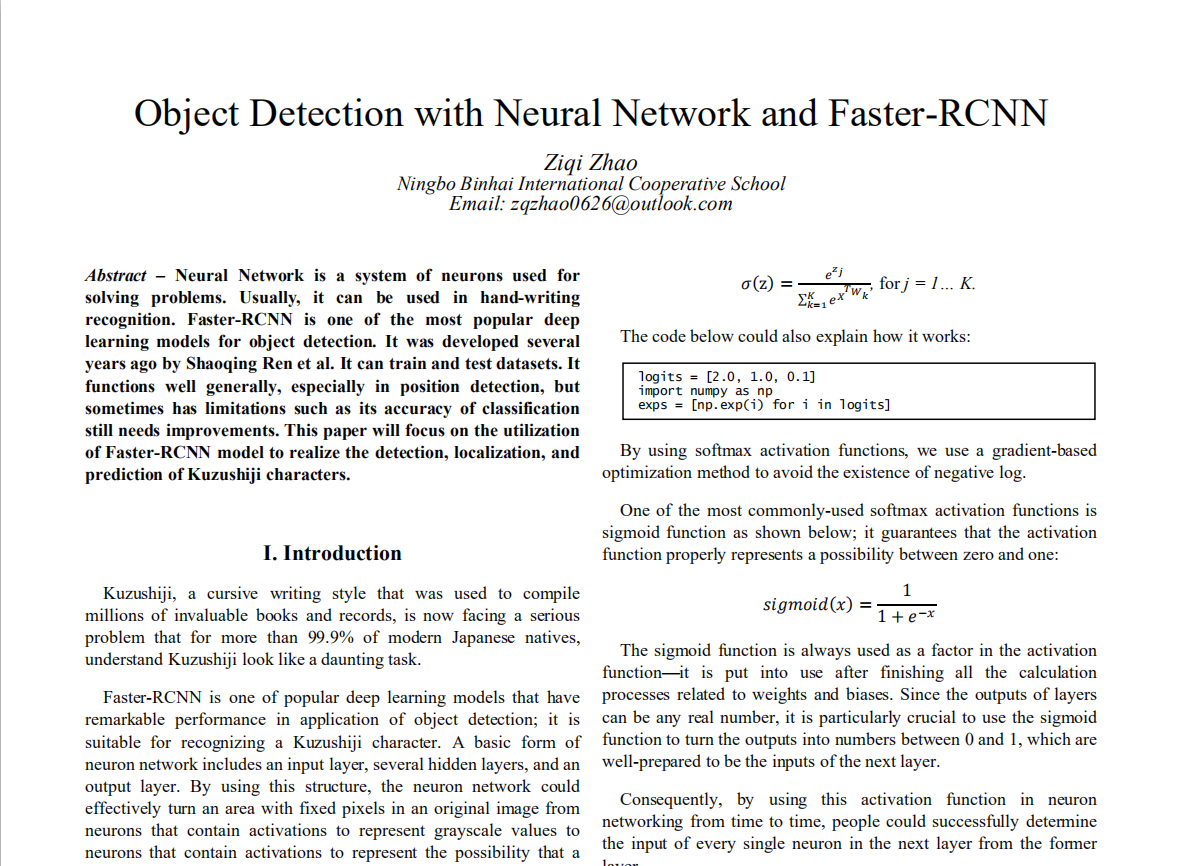 Object Detection with Neural Network and Faster-RCNN
Ziqi Zhao
Ningbo Binhai International Cooperative School
Email: zqzhao0626@outlook.com
Abstract – Neural Network is a system of neurons used for
solving problems. Usually, it can be used in hand-writing
recognition. Faster-RCNN is one of the most popular deep
learning models for object detection. It was developed several
years ago by Shaoqing Ren et al. It can train and test datasets. It
functions well generally, especially in position detection, but
sometimes has limitations such as its accuracy of classification
still needs improvements. This paper will focus on the utilization
of Faster-RCNN model to realize the detection, localization, and
prediction of Kuzushiji characters.
I. Introduction
Kuzushiji, a cursive writing style that was used to compile
millions of invaluable books and records, is now facing a serious
problem that for more than 99.9% of modern Japanese natives,
understand Kuzushiji look like a daunting task.
Faster-RCNN is one of popular deep learning models that have
remarkable performance in application of object detection; it is
suitable for recognizing a Kuzushiji character. A basic form of
neuron network includes an input layer, several hidden layers, and an
output layer. By using this structure, the neuron network could
effectively turn an area with fixed pixels in an original image from
neurons that contain activations to represent grayscale values to
neurons that contain activations to represent the possibility that a
σ(z) = e^{z_j} / Σ_{k=1}^{K} e^{x^T w_k}, for j = 1… K.
The code below could also explain how it works:
logits = [2.0, 1.0, 0.1]
import numpy as np
exps = [np.exp(i) for i in logits]
By using softmax activation functions, we use a gradient-based
optimization method to avoid the existence of negative log.
One of the most commonly-used softmax activation functions is
sigmoid function as shown below; it guarantees that the activation
function properly represents a possibility between zero and one:
sigmoid(x) = 1 / (1 + e^{−x})
The sigmoid function is always used as a factor in the activation
function—it is put into use after finishing all the calculation
processes related to weights and biases. Since the outputs of layers
can be any real number, it is particularly crucial to use the sigmoid
function to turn the outputs into numbers between 0 and 1, which are
well-prepared to be the inputs of the next layer.
Consequently, by using this activation function in neuron
networking from time to time, people could successfully determine
the input of every single neuron in the next layer from the former
layer.